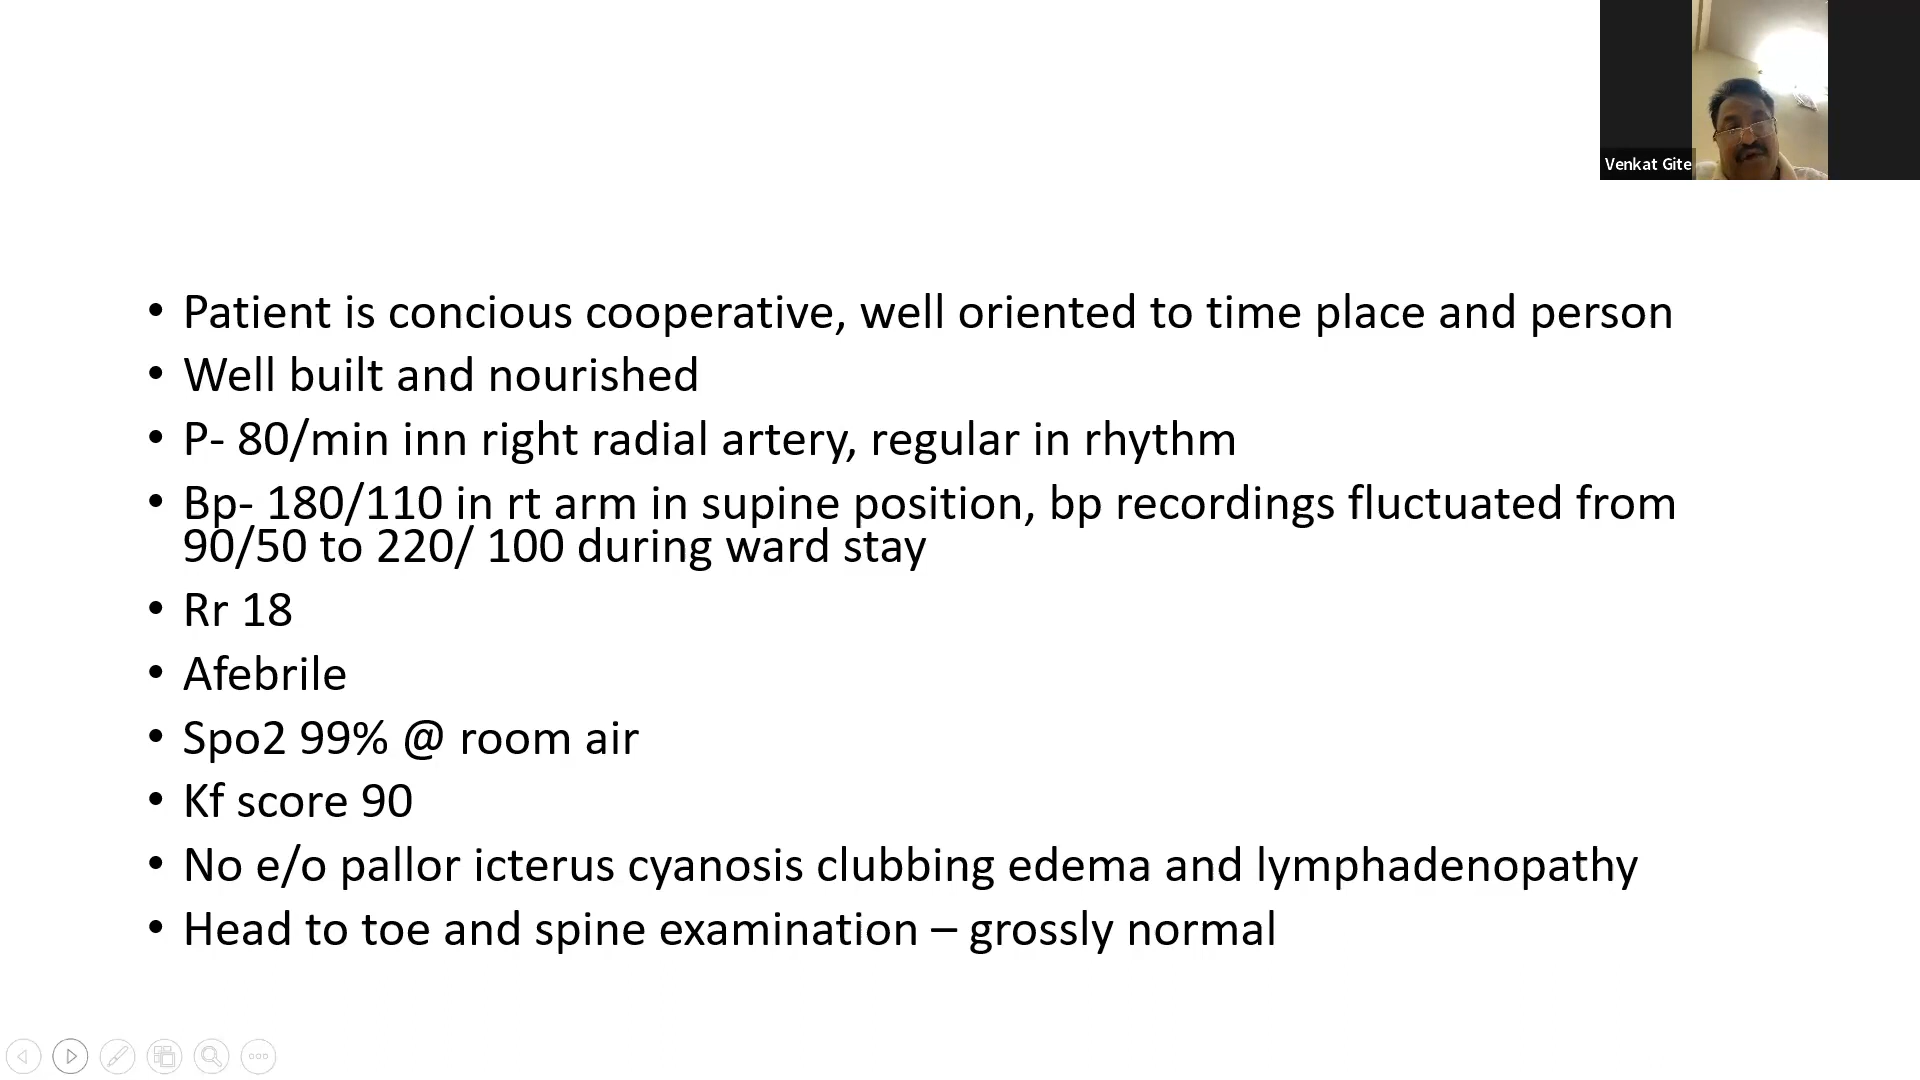 Venkat Gite
• Patient is concious cooperative, well oriented to time place and person
• Well built and nourished
• P- 80/min inn right radial artery, regular in rhythm
• Bp- 180/110 in rt arm in supine position, bp recordings fluctuated from
90/50 to 220/ 100 during ward stay
• Rr 18
• Afebrile
• Spo2 99% @ room air
• Kf score 90
• No e/o pallor icterus cyanosis clubbing edema and lymphadenopathy
• Head to toe and spine examination – grossly normal